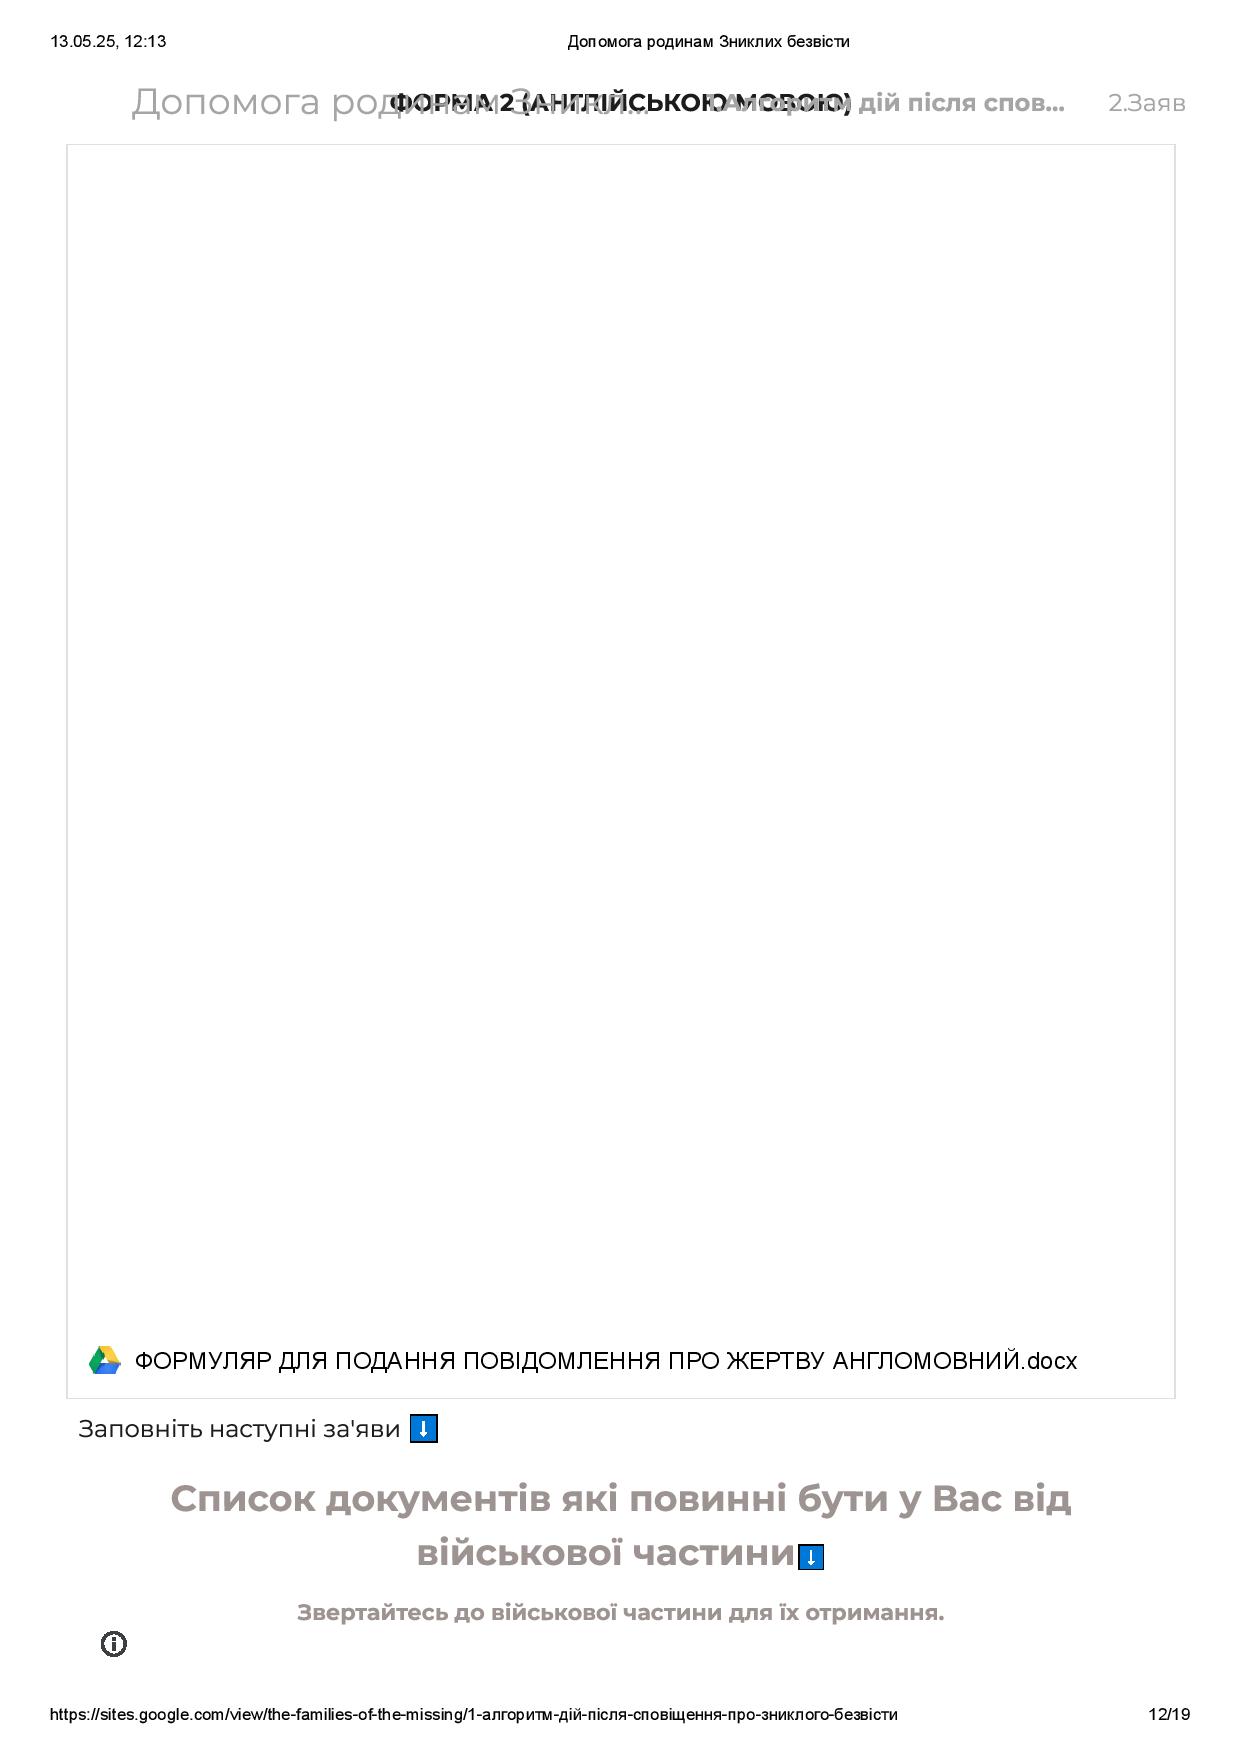 13.05.25, 12:13
Допомога родинам Зниклих безвісти
Допомога родинам Зникл...
ФОРМА 2 (АНГЛІЙСЬКОЮ МОВОЮ)
1.Алгоритм дій після спов...
2.Заяв
ФОРМУЛЯР ДЛЯ ПОДАННЯ ПОВІДОМЛЕННЯ ПРО ЖЕРТВУ АНГЛОМОВНИЙ.docx
Заповніть наступні за'яви ⬇️
Список документів які повинні бути у Вас від
військової частини⬇️
Звертайтесь до військової частини для їх отримання.
https://sites.google.com/view/the-families-of-the-missing/1-алгоритм-дій-після-сповіщення-про-зниклого-безвісти
12/19